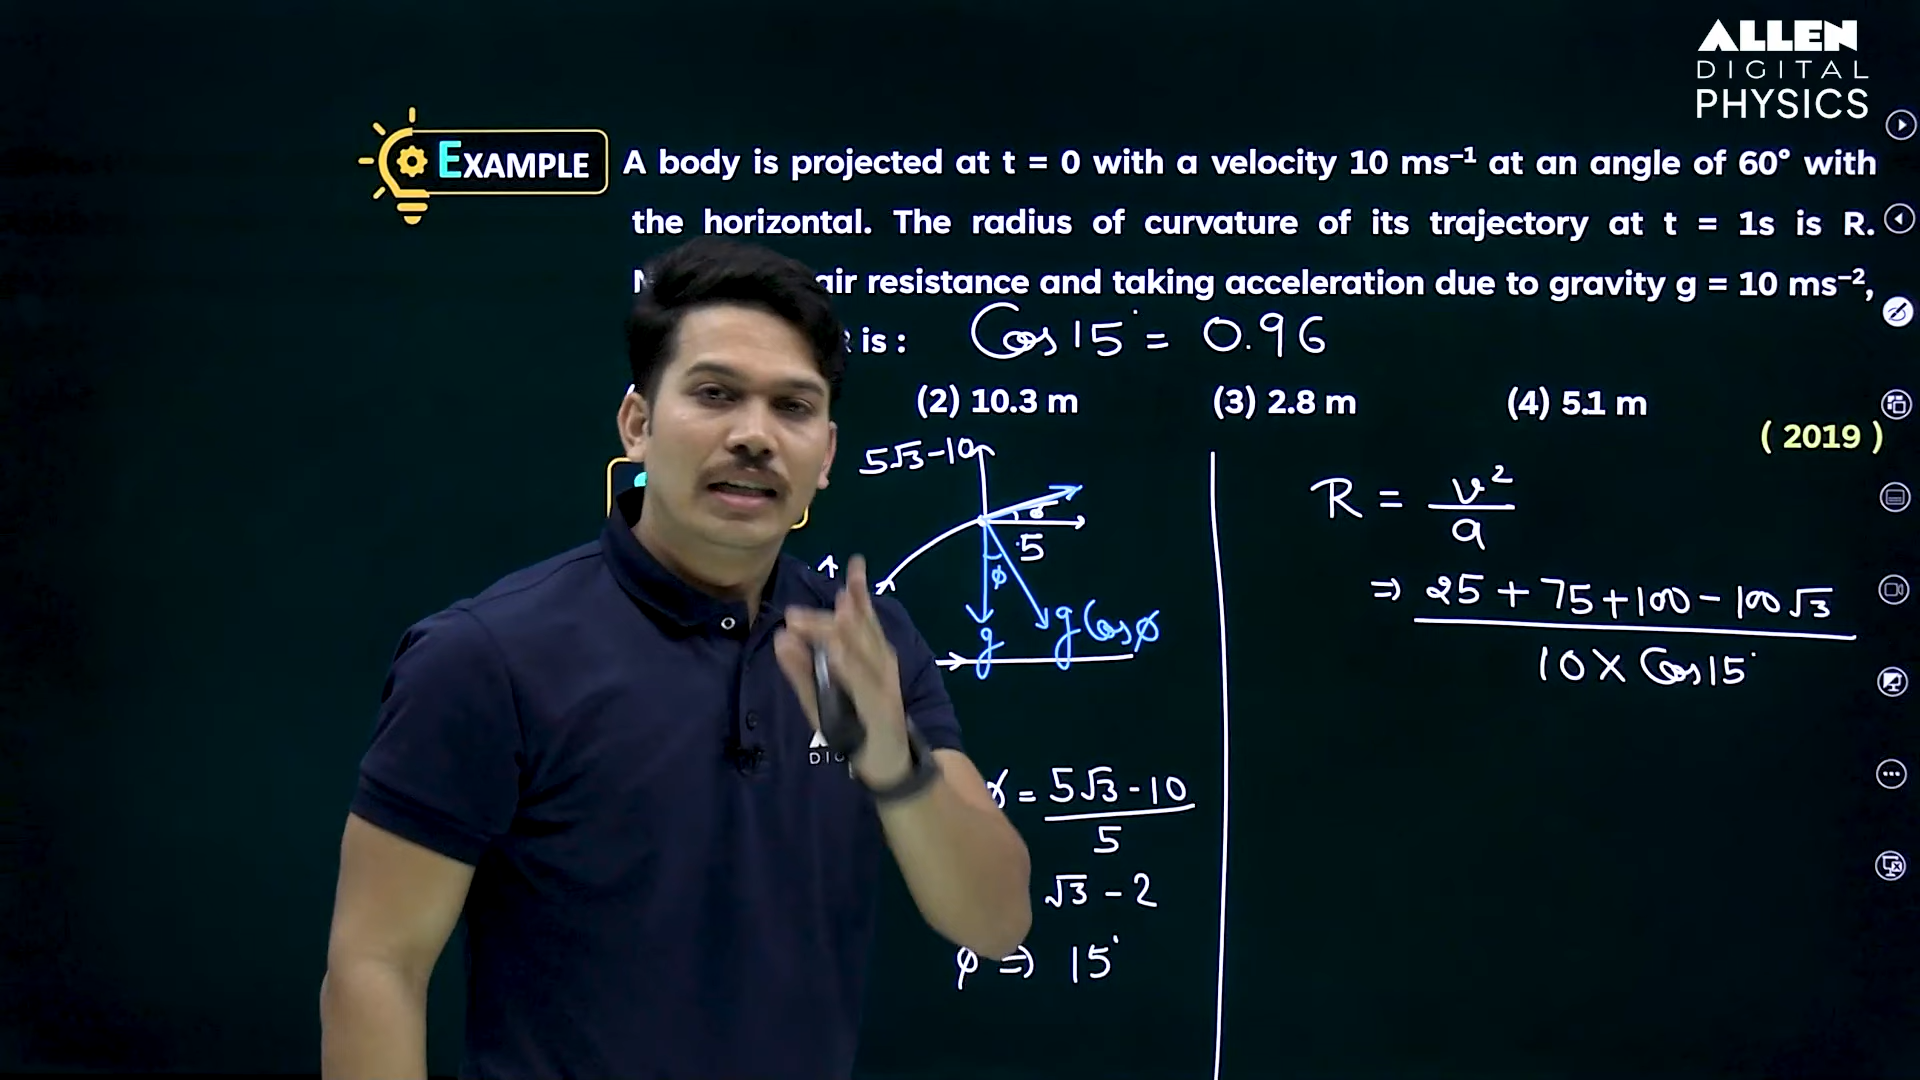 ALLEN
DIGITAL
PHYSICS
EXAMPLE
A body is projected at t = 0 with a velocity 10 ms⁻¹ at an angle of 60° with
the horizontal. The radius of curvature of its trajectory at t = 1s is R.
air resistance and taking acceleration due to gravity g = 10 ms⁻²,
is :
Cos 15° = 0.96
(2) 10.3 m
(3) 2.8 m
(4) 5.1 m
( 2019 )
5√3-10
5
ϕ
g
g Cos ϕ
= 5√3-10
5
√3 - 2
ϕ ⇒ 15°
R = v²
a
⇒ 25 + 75 + 100 - 100√3
10 X Cos 15°